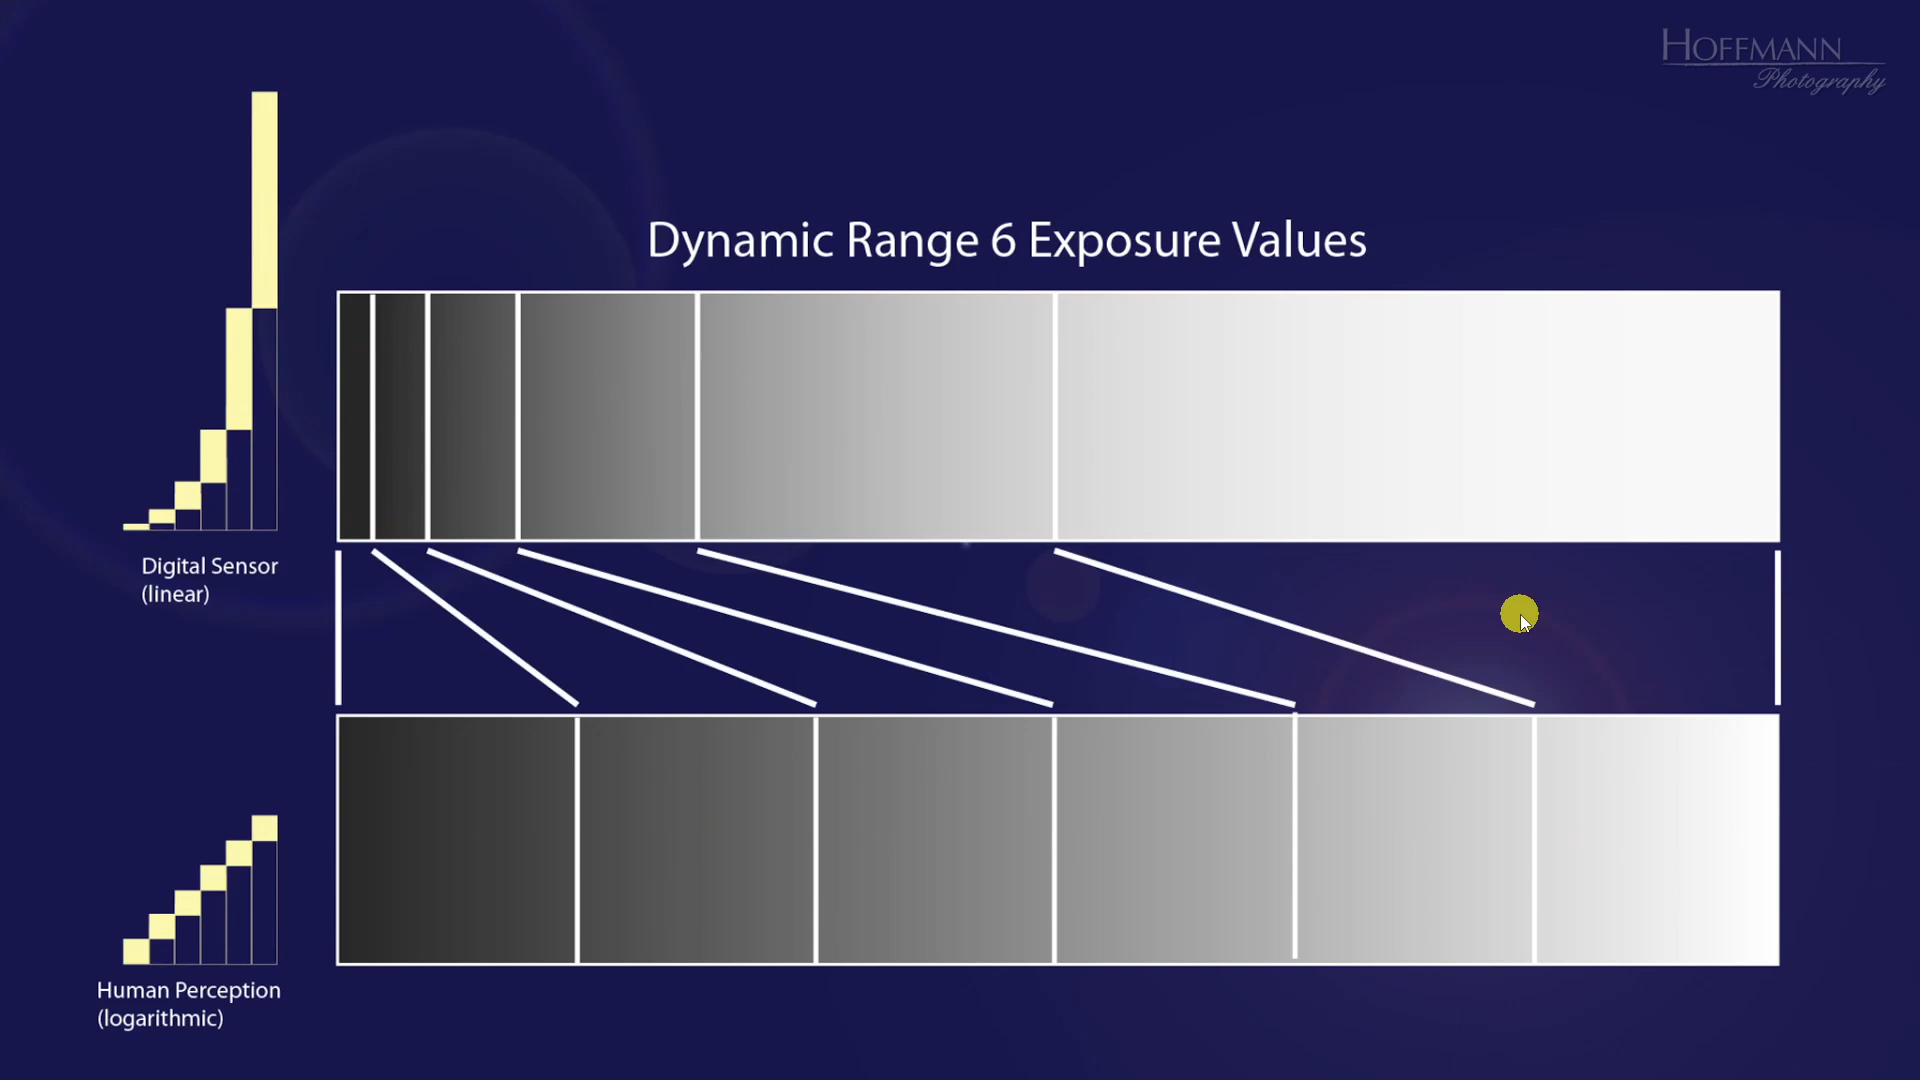 HOFFMANN
Photography
Dynamic Range 6 Exposure Values
Digital Sensor
(linear)
Human Perception
(logarithmic)